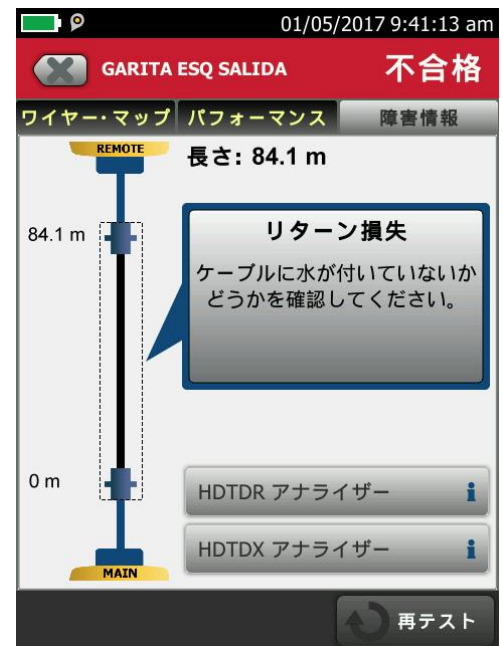 01/05/2017 9:41:13 am
GARITA ESQ SALIDA
不合格
ワイヤー・マップ パフォーマンス 障害情報
REMOTE
長さ: 84.1 m
84.1 m
リターン損失
ケーブルに水が付いていないか
どうかを確認してください。
0 m
HDTDR アナライザー i
HDTDX アナライザー i
MAIN
再テスト